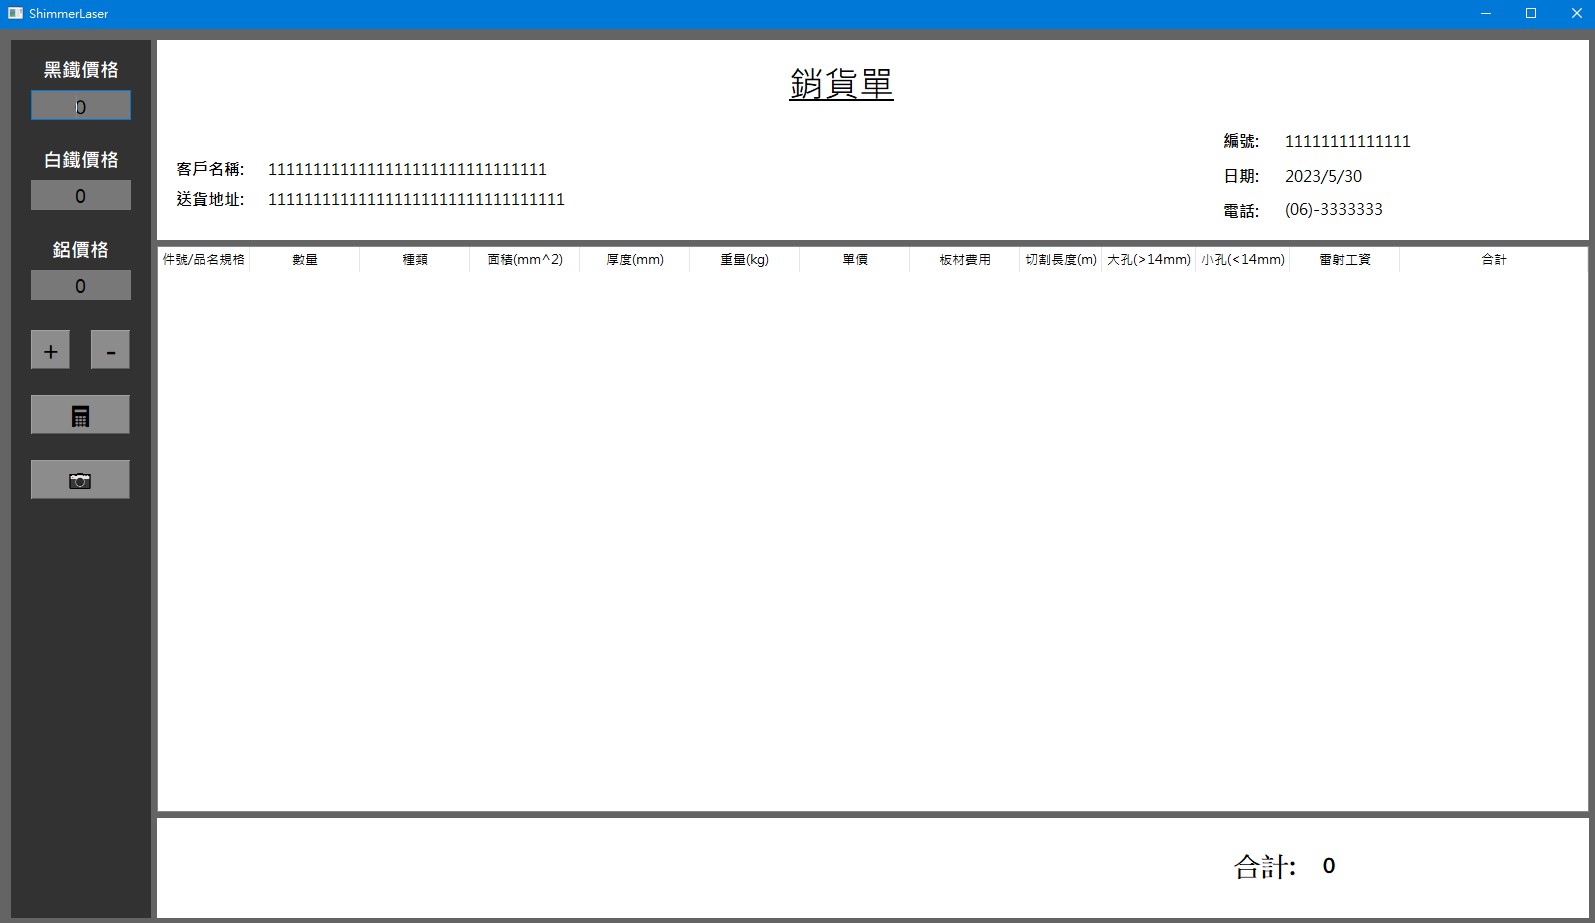 ShimmerLaser
黑鐵價格
0
白鐵價格
0
鋁價格
0
+ -
銷貨單
客戶名稱: 1111111111111111111111111111111
送貨地址: 111111111111111111111111111111111
編號: 11111111111111
日期: 2023/5/30
電話: (06)-3333333
件號/品名規格 數量 種類 面積(mm^2) 厚度(mm) 重量(kg) 單價 板材費用 切割長度(m) 大孔(>14mm) 小孔(<14mm) 雷射工資 合計
合計: 0